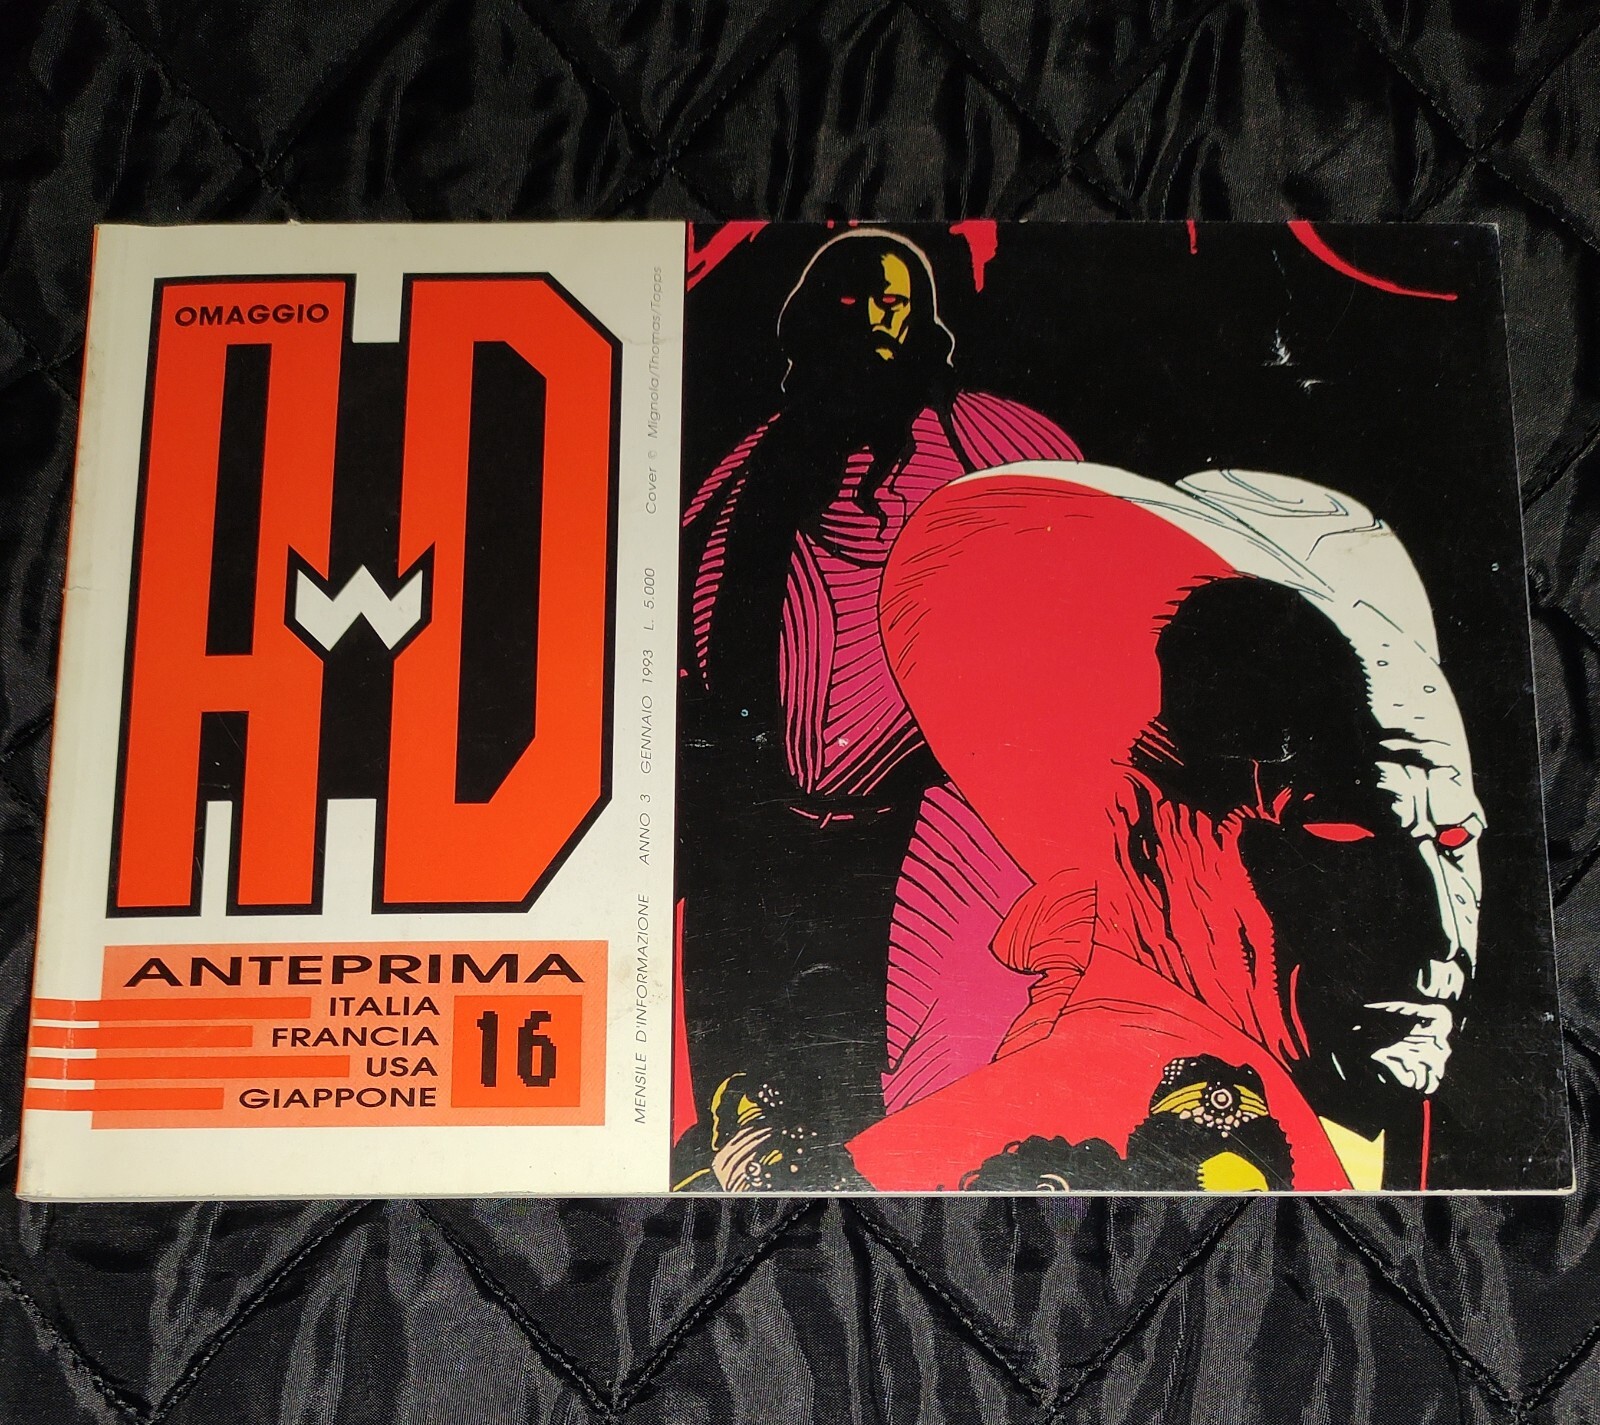 OMAGGIO
AD
W
ANTEPRIMA
ITALIA
FRANCIA
USA
GIAPPONE
16
MENSILE D'INFORMAZIONE ANNO 3 GENNAIO 1993 L. 5.000 Cover © Mignola/Thomas/Topps